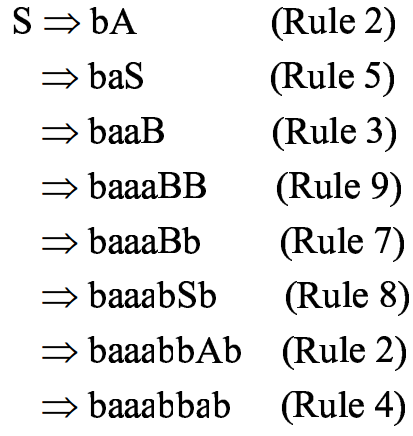 S ⇒ bA (Rule 2)
⇒ baS (Rule 5)
⇒ baaB (Rule 3)
⇒ baaaBB (Rule 9)
⇒ baaaBb (Rule 7)
⇒ baaabSb (Rule 8)
⇒ baaabbAb (Rule 2)
⇒ baaabbab (Rule 4)